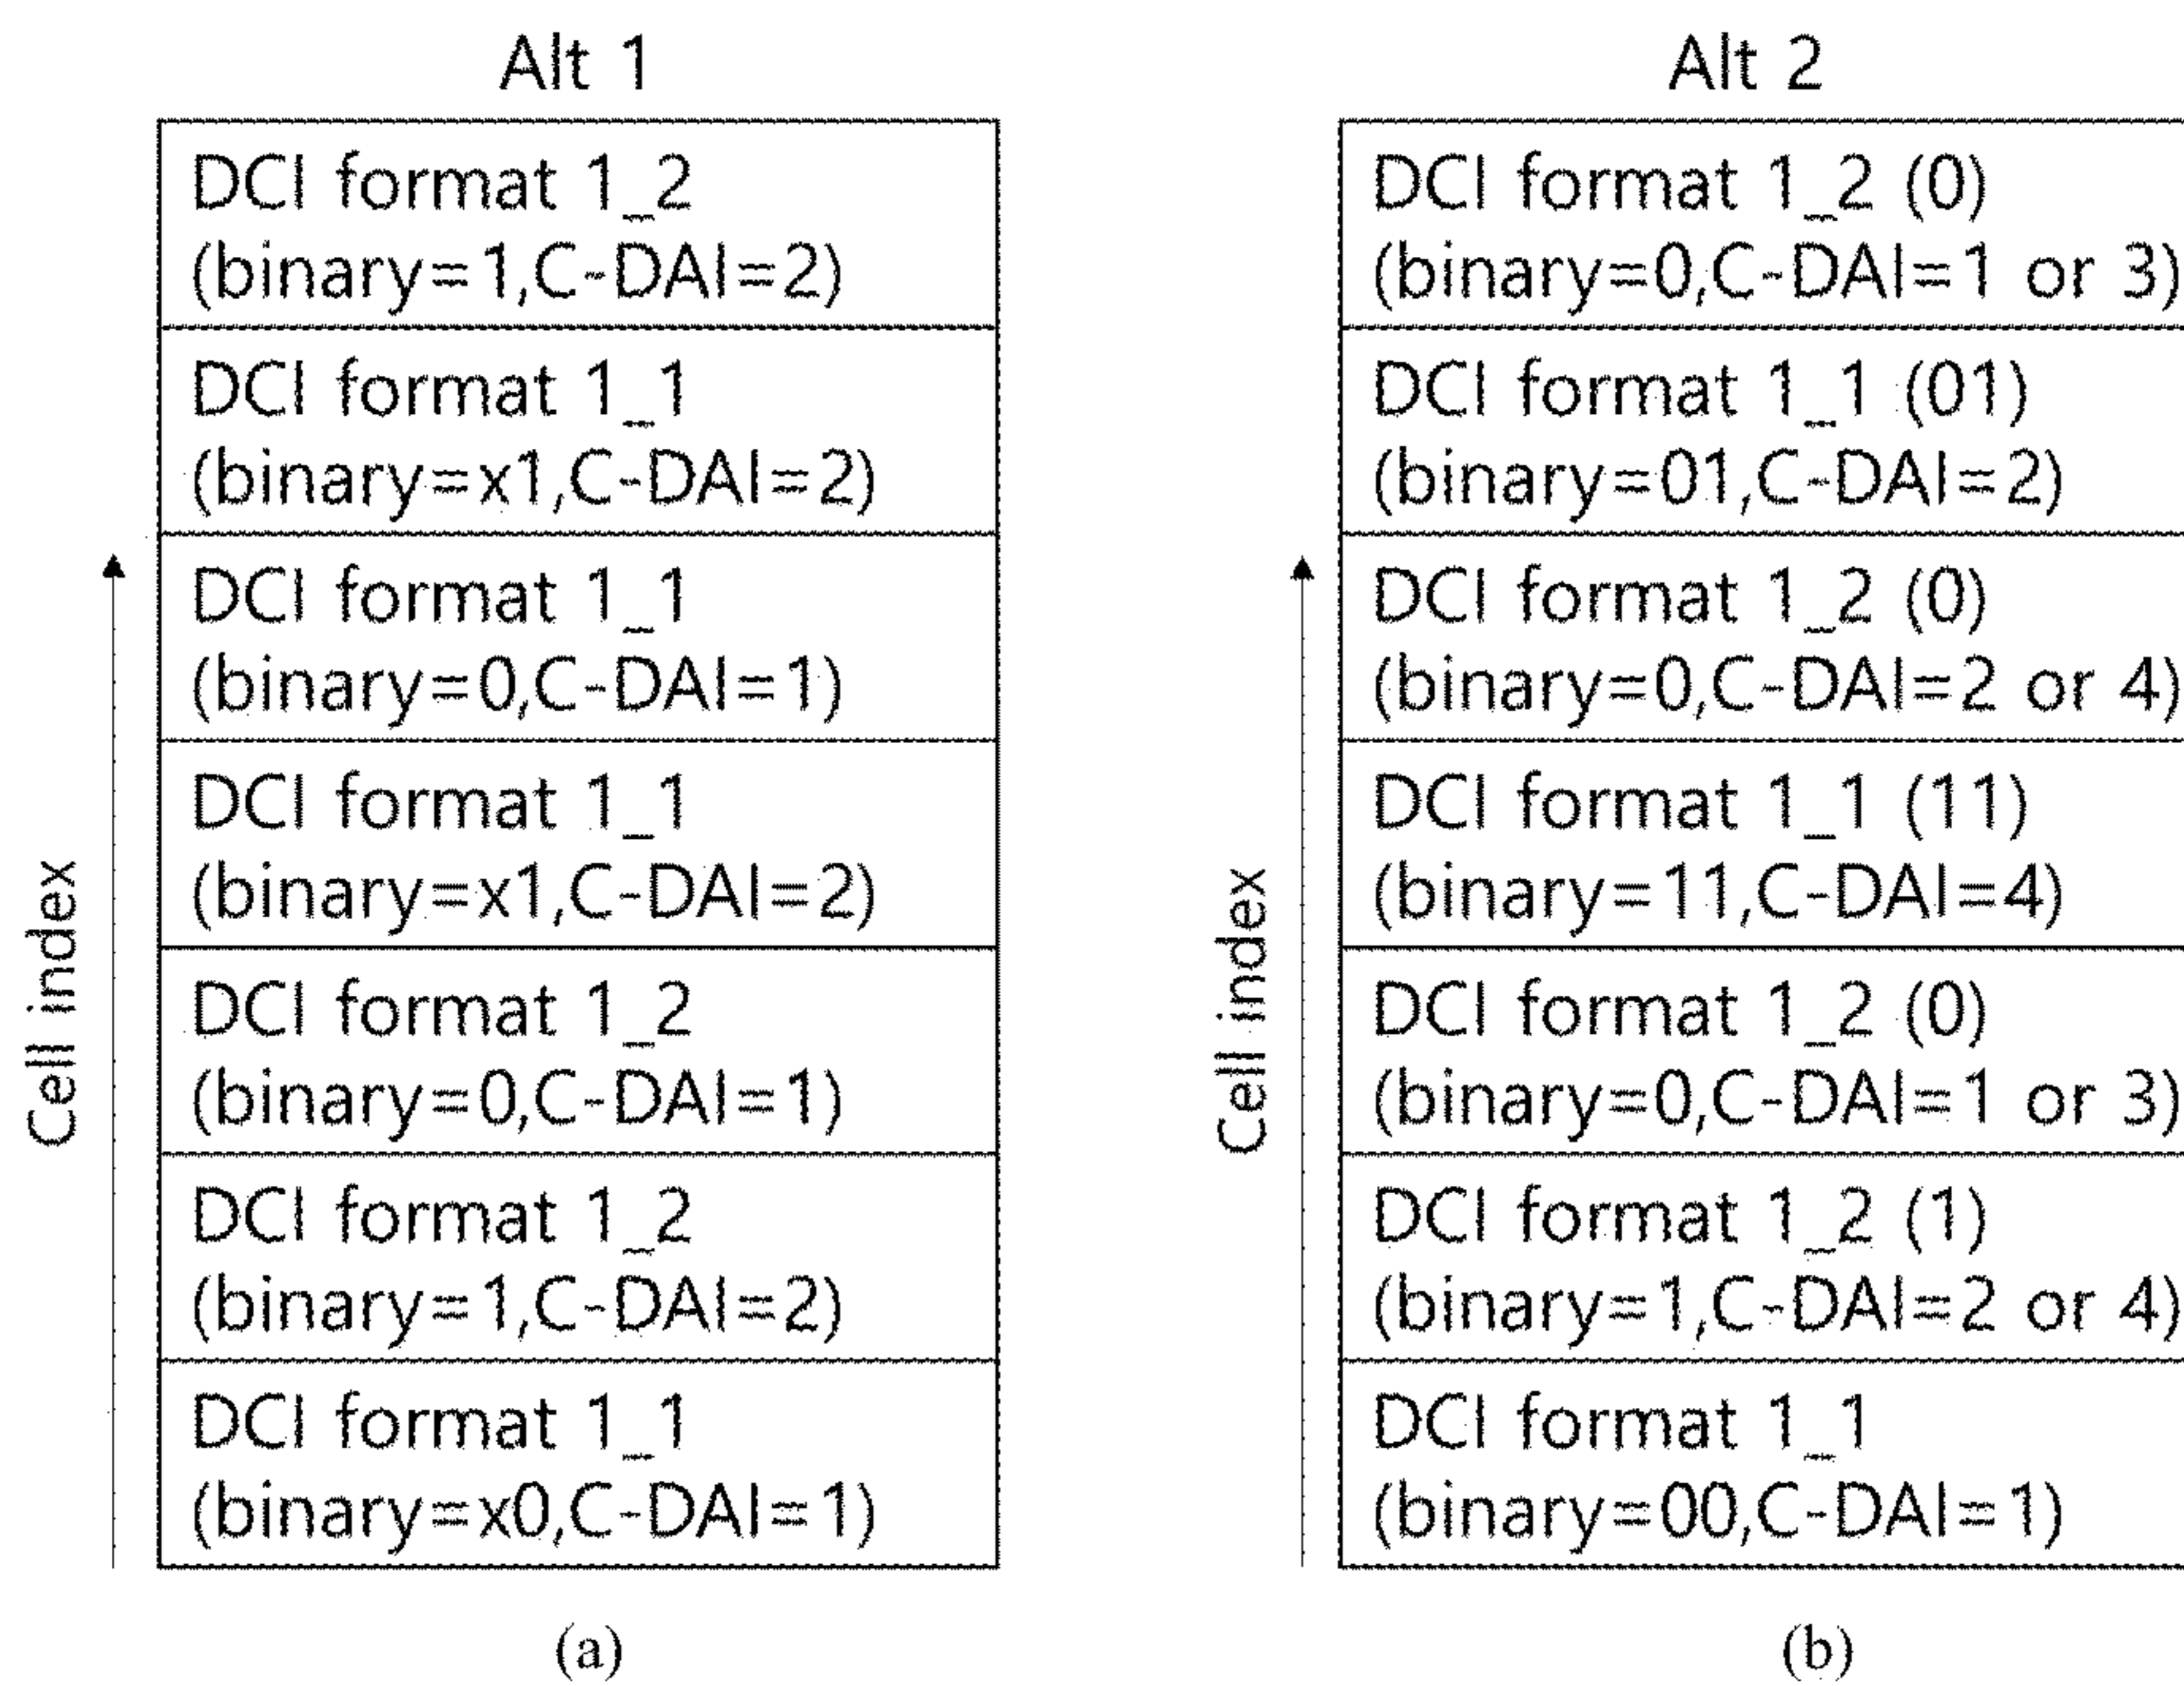 Alt 1
DCI format 1_2
(binary=1,C-DAI=2)
DCI format 1_1
(binary=x1,C-DAI=2)
DCI format 1_1
(binary=0,C-DAI=1)
DCI format 1_1
(binary=x1,C-DAI=2)
DCI format 1_2
(binary=0,C-DAI=1)
DCI format 1_2
(binary=1,C-DAI=2)
DCI format 1_1
(binary=x0,C-DAI=1)
Cell index
(a)
Alt 2
DCI format 1_2 (0)
(binary=0,C-DAI=1 or 3)
DCI format 1_1 (01)
(binary=01,C-DAI=2)
DCI format 1_2 (0)
(binary=0,C-DAI=2 or 4)
DCI format 1_1 (11)
(binary=11,C-DAI=4)
DCI format 1_2 (0)
(binary=0,C-DAI=1 or 3)
DCI format 1_2 (1)
(binary=1,C-DAI=2 or 4)
DCI format 1_1
(binary=00,C-DAI=1)
Cell index
(b)